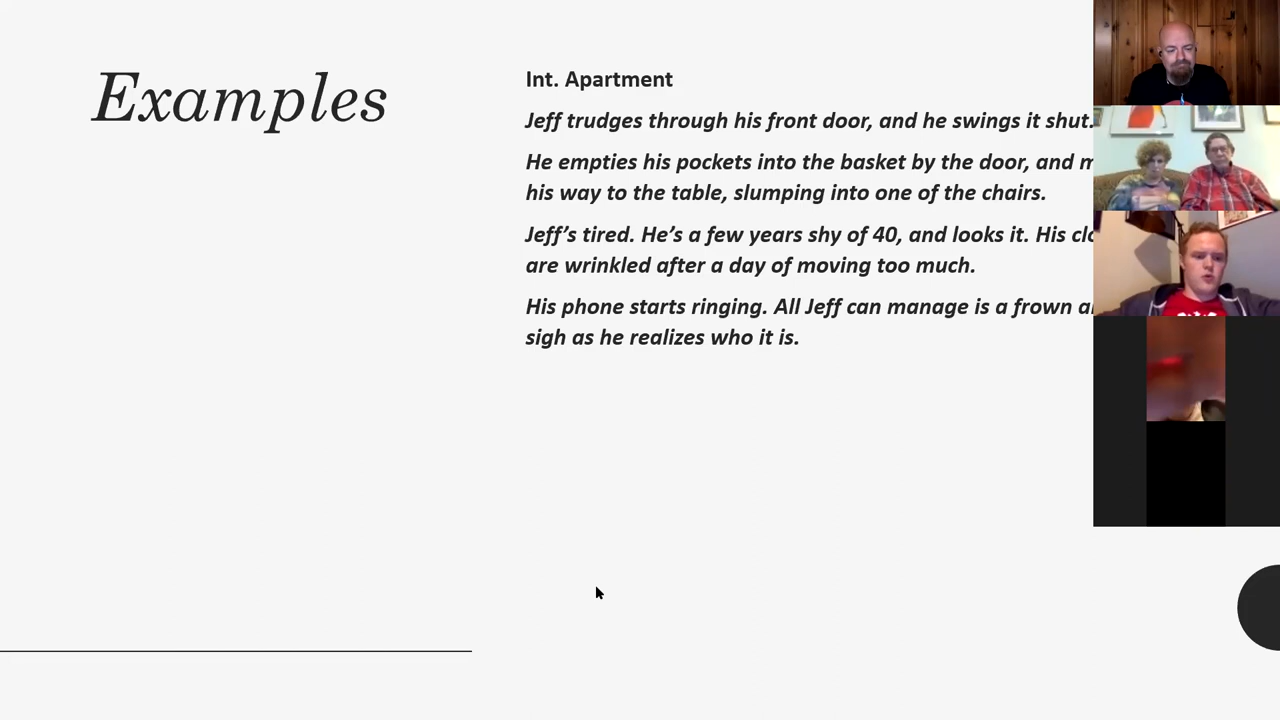 Examples
Int. Apartment
Jeff trudges through his front door, and he swings it shut.
He empties his pockets into the basket by the door, and
his way to the table, slumping into one of the chairs.
Jeff’s tired. He’s a few years shy of 40, and looks it. His
are wrinkled after a day of moving too much.
His phone starts ringing. All Jeff can manage is a frown
sigh as he realizes who it is.